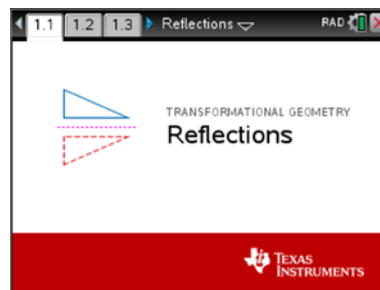 1.1 1.2 1.3 Reflections RAD
TRANSFORMATIONAL GEOMETRY
Reflections
TEXAS
INSTRUMENTS